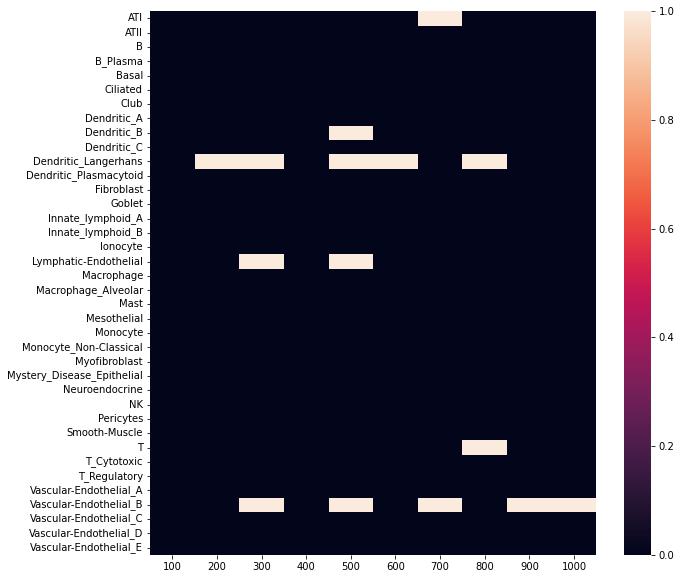 ATI
ATII
B
B_Plasma
Basal
Ciliated
Club
Dendritic_A
Dendritic_B
Dendritic_C
Dendritic_Langerhans
Dendritic_Plasmacytoid
Fibroblast
Goblet
Innate_lymphoid_A
Innate_lymphoid_B
Ionocyte
Lymphatic-Endothelial
Macrophage
Macrophage_Alveolar
Mast
Mesothelial
Monocyte
Monocyte_Non-Classical
Myofibroblast
Mystery_Disease_Epithelial
Neuroendocrine
NK
Pericytes
Smooth-Muscle
T
T_Cytotoxic
T_Regulatory
Vascular-Endothelial_A
Vascular-Endothelial_B
Vascular-Endothelial_C
Vascular-Endothelial_D
Vascular-Endothelial_E
100 200 300 400 500 600 700 800 900 1000
1.0
0.8
0.6
0.4
0.2
0.0